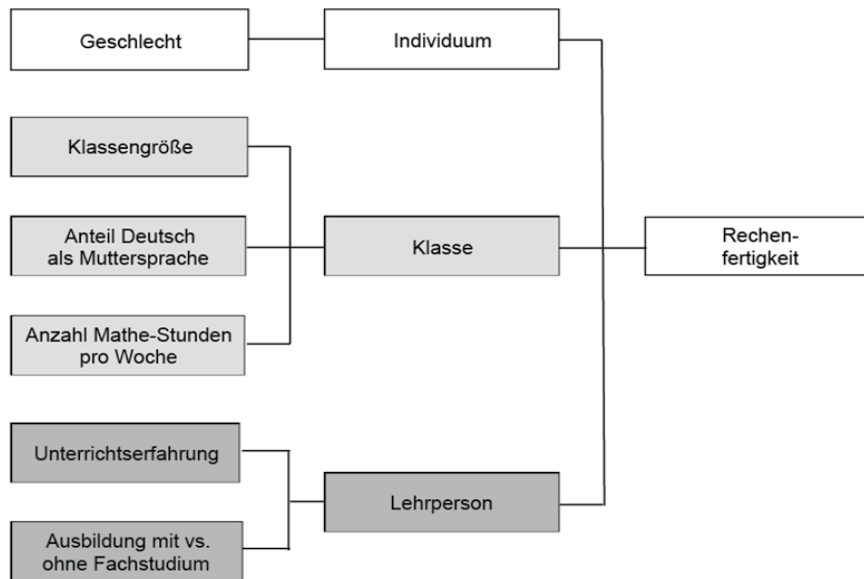 Geschlecht
Individuum
Klassengröße
Anteil Deutsch
als Muttersprache
Klasse
Rechen-
fertigkeit
Anzahl Mathe-Stunden
pro Woche
Unterrichtserfahrung
Lehrperson
Ausbildung mit vs.
ohne Fachstudium